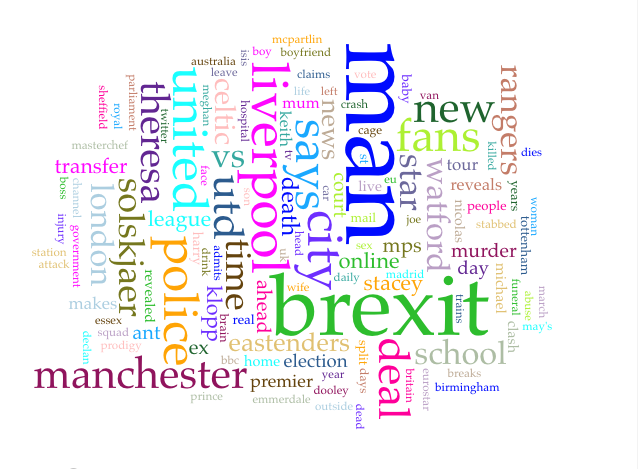 mcpartlin
boy boyfriend
australia isis
leave claims vote
parliament
sheffield royal theresa twitter
united meghan celtic hospital
liverpool
life left
mum crash
man
baby van
new
rangers
keith tv says news
cage
fans
killed dies
masterchef
vs
transfer
face
death
st eu
star
tour
boss channel london
son
car court live
watford
reveals
years
solskjaer
utd
mail joe
nicolas people
woman
league
stabbed
tottenham
injury government
police harry drink admits time
uk head city
sex mps
murder
station
attack
revealed
klopp brain
online
madrid
day
michael funeral abuse march
daily
stacey
makes
real ahead
wife
brexit
trains
essex
squad ant
prodigy
ex
eastenders
split
deal
clash
may's
declan
bbc home election
school
manchester
premier
year
days
britain eurostar
breaks
birmingham
dooley
prince
emmerdale
outside
dead